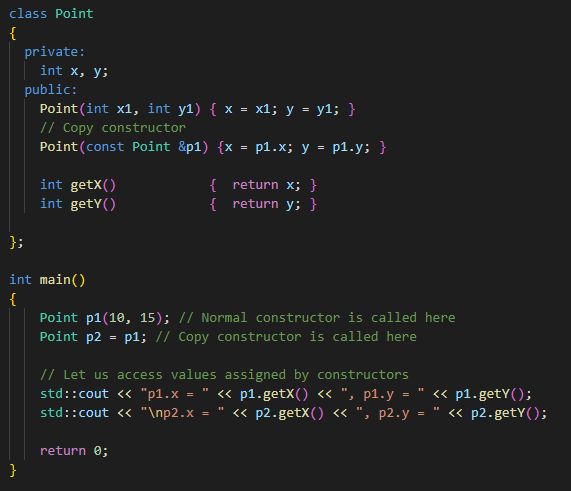 class Point
{
  private:
    int x, y;
  public:
    Point(int x1, int y1) { x = x1; y = y1; }
    // Copy constructor
    Point(const Point &p1) {x = p1.x; y = p1.y; }

    int getX()            {  return x; }
    int getY()            {  return y; }

};

int main()
{
    Point p1(10, 15); // Normal constructor is called here
    Point p2 = p1; // Copy constructor is called here

    // Let us access values assigned by constructors
    std::cout << "p1.x = " << p1.getX() << ", p1.y = " << p1.getY();
    std::cout << "\np2.x = " << p2.getX() << ", p2.y = " << p2.getY();

    return 0;
}